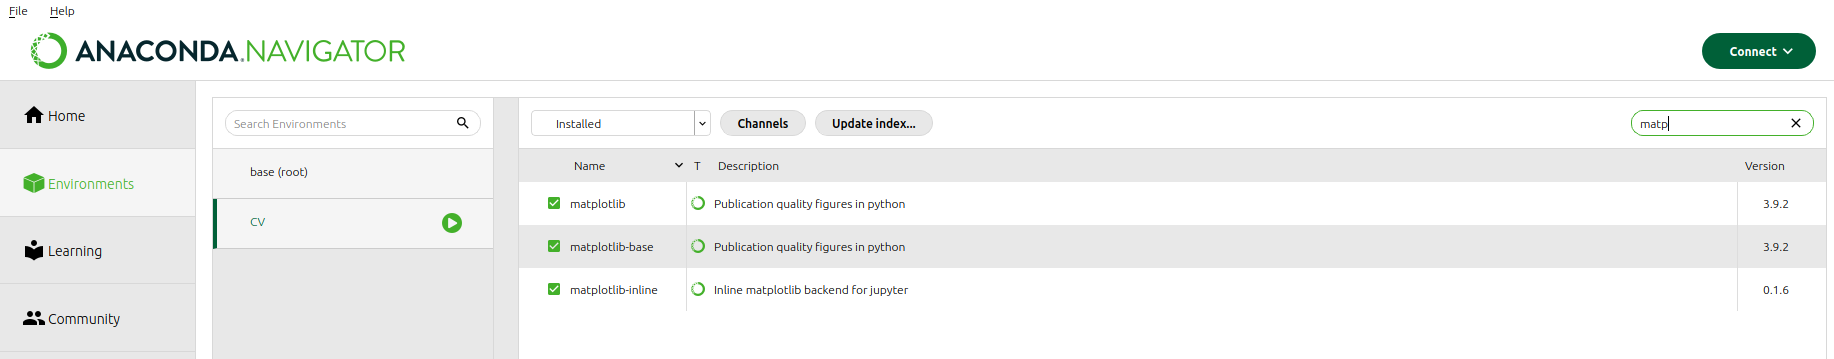 File Help
ANACONDA.NAVIGATOR
Connect
Home
Environments
Learning
Community
Search Environments
base (root)
CV
Installed Channels Update index... matp
Name T Description Version
matplotlib Publication quality figures in python 3.9.2
matplotlib-base Publication quality figures in python 3.9.2
matplotlib-inline Inline matplotlib backend for jupyter 0.1.6